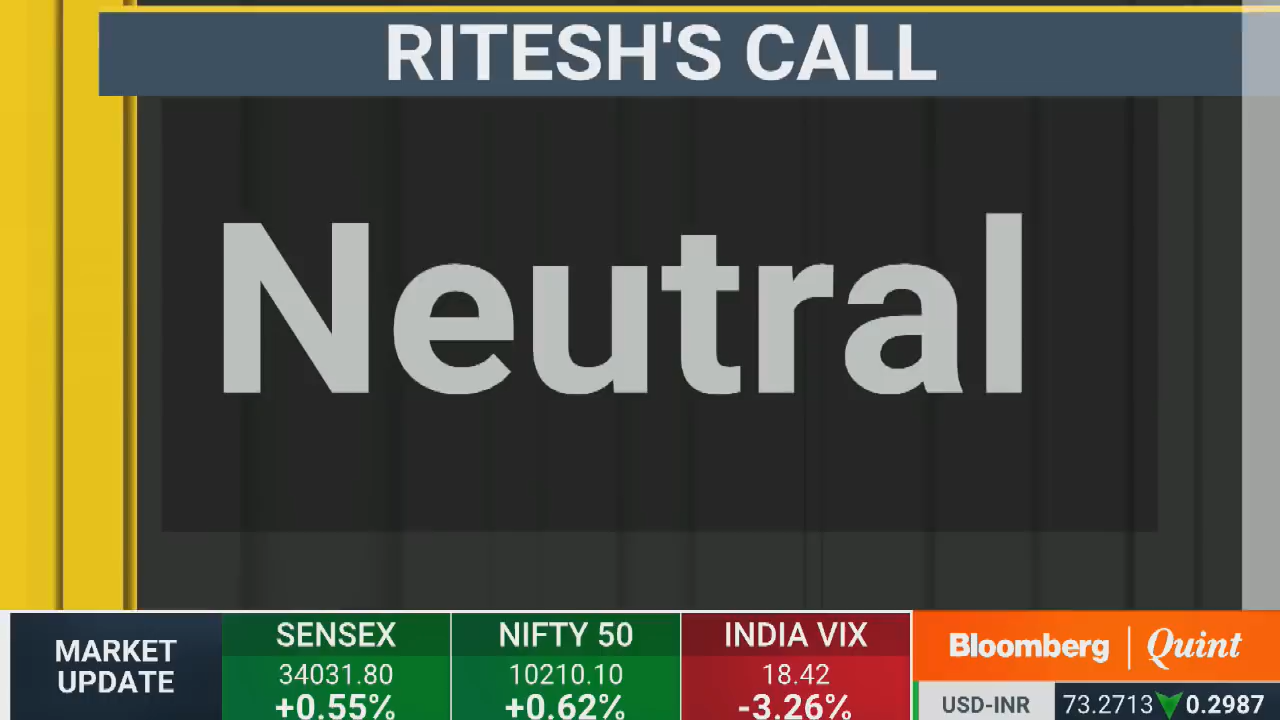 RITESH'S CALL
Neutral
MARKET
UPDATE
SENSEX
34031.80
+0.55%
NIFTY 50
10210.10
+0.62%
INDIA VIX
18.42
-3.26%
Bloomberg | Quint
USD-INR 73.2713 0.2987